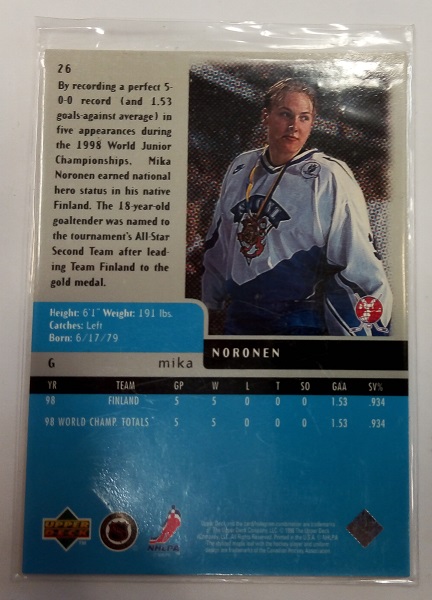 26
By recording a perfect 5-
0-0 record (and 1.53
goals-against average) in
five appearances during
the 1998 World Junior
Championships, Mika
Noronen earned national
hero status in his native
Finland. The 18-year-old
goaltender was named to
the tournament's All-Star
Second Team after lead-
ing Team Finland to the
gold medal.
SUOMI
Height: 6'1" Weight: 191 lbs.
Catches: Left
Born: 6/17/79
6 mika NORONEN
YR TEAM GP W L T SO GAA SV%
98 FINLAND 5 5 0 0 0 1.53 .934
98 WORLD CHAMP. TOTALS 5 5 0 0 0 1.53 .934
UPPER DECK
NHL
NHLPA